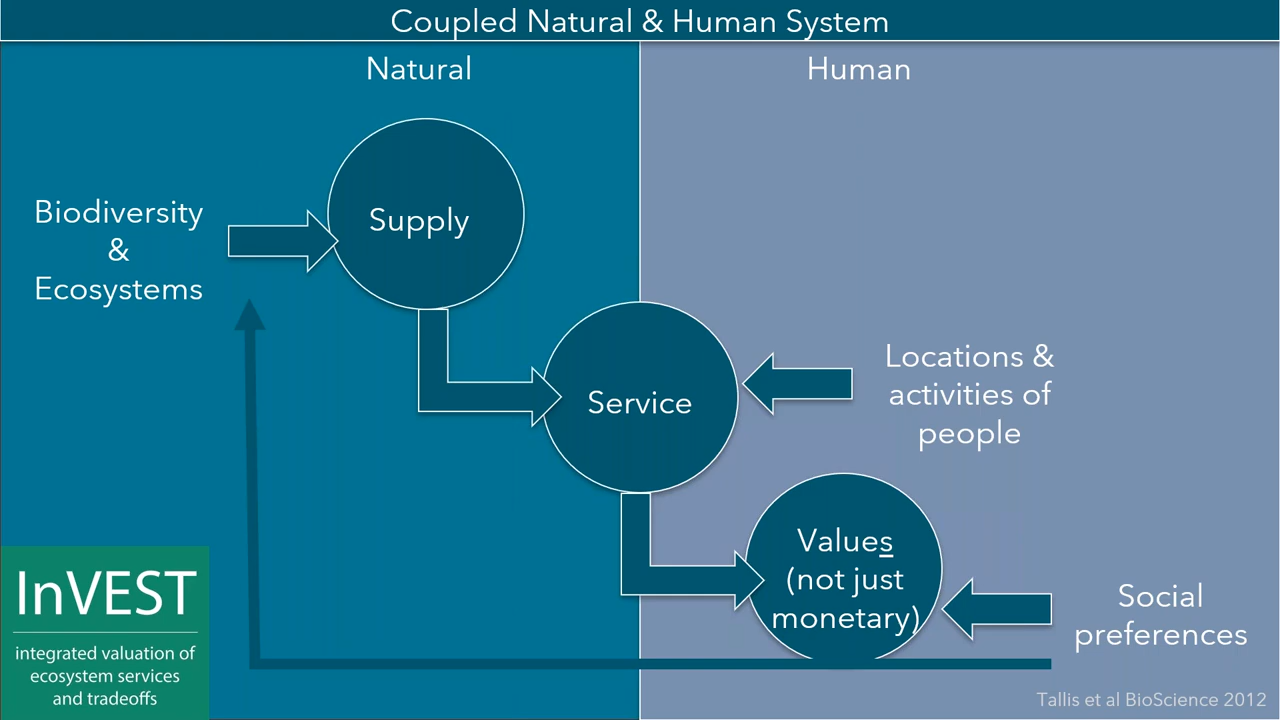 Coupled Natural & Human System
Natural
Human
Biodiversity
&
Ecosystems
Supply
Service
Locations &
activities of
people
Values
(not just
monetary)
Social
preferences
InVEST
integrated valuation of
ecosystem services
and tradeoffs
Tallis et al BioScience 2012